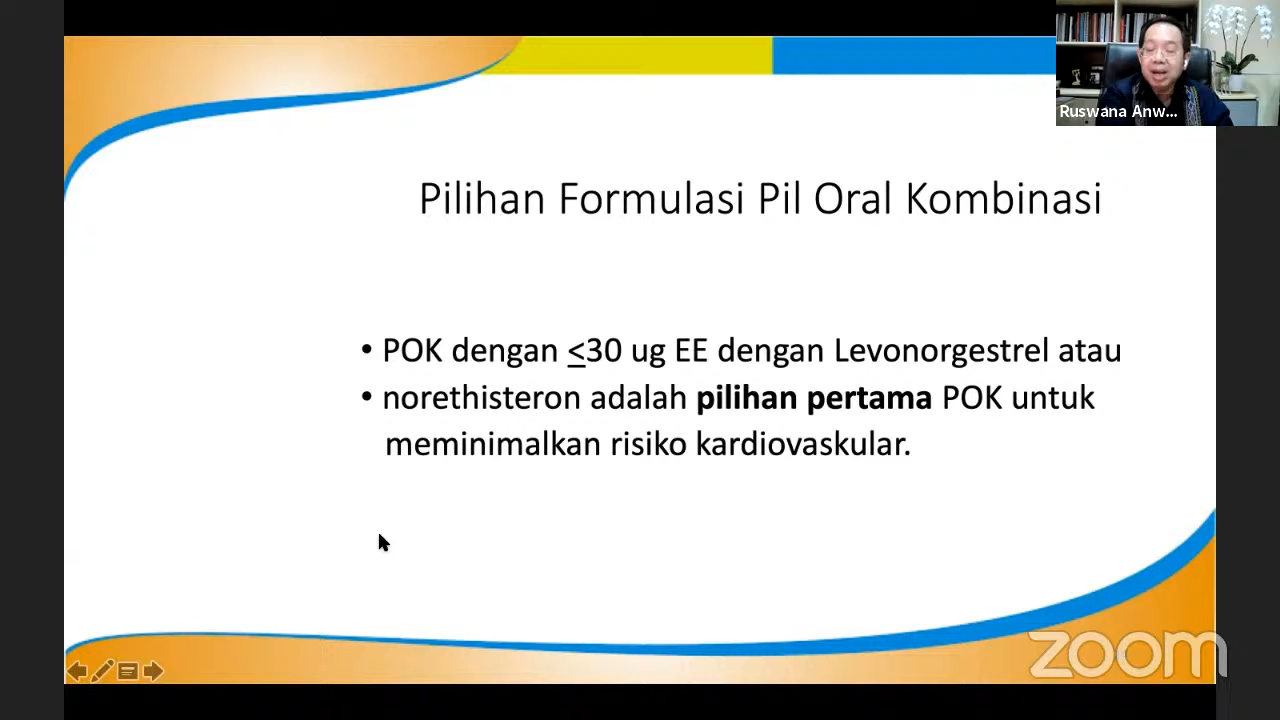 Ruswana Anw...
Pilihan Formulasi Pil Oral Kombinasi
• POK dengan <30 ug EE dengan Levonorgestrel atau
• norethisteron adalah pilihan pertama POK untuk
meminimalkan risiko kardiovaskular.
zoom